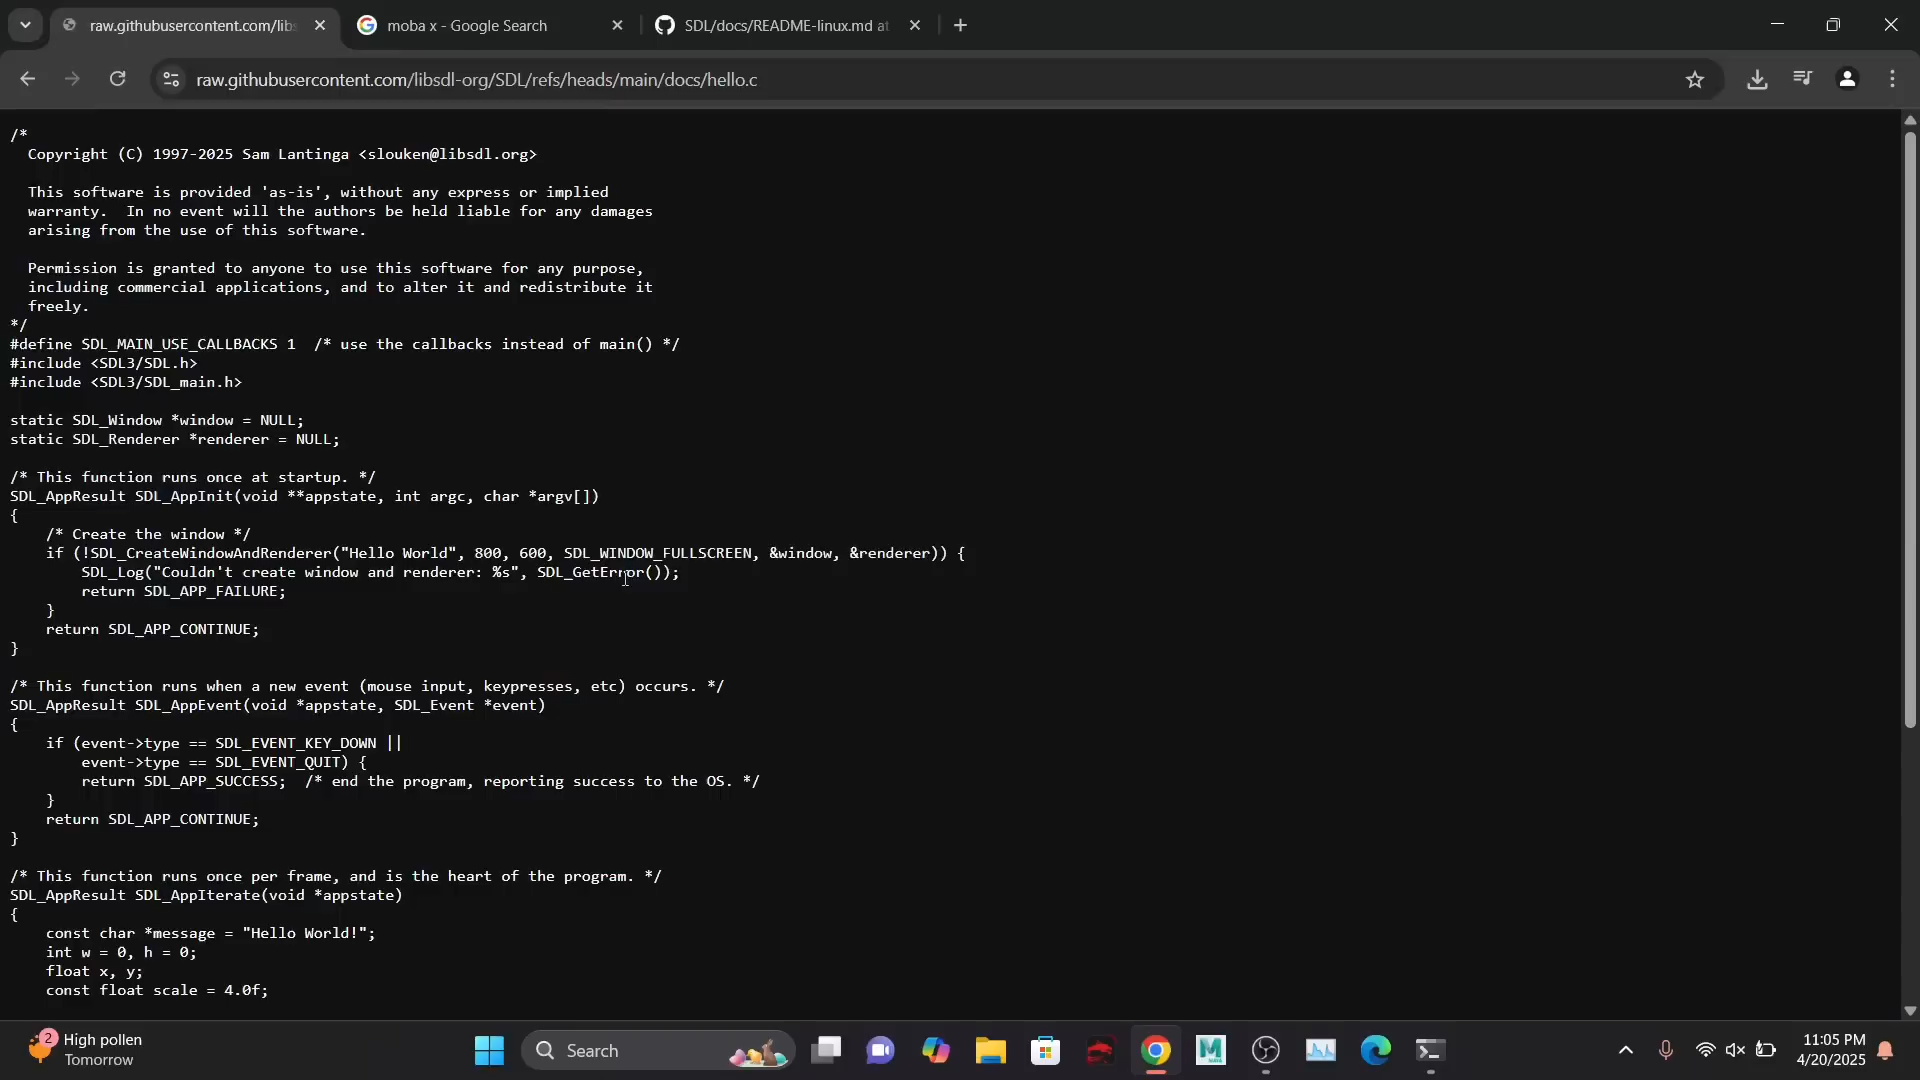 raw.githubusercontent.com/lib
moba x - Google Search
SDL/docs/README-linux.md at
raw.githubusercontent.com/libsdl-org/SDL/refs/heads/main/docs/hello.c
/*
  Copyright (C) 1997-2025 Sam Lantinga <slouken@libsdl.org>
  This software is provided 'as-is', without any express or implied
  warranty.  In no event will the authors be held liable for any damages
  arising from the use of this software.
  Permission is granted to anyone to use this software for any purpose,
  including commercial applications, and to alter it and redistribute it
  freely.
*/
#define SDL_MAIN_USE_CALLBACKS 1  /* use the callbacks instead of main() */
#include <SDL3/SDL.h>
#include <SDL3/SDL_main.h>
static SDL_Window *window = NULL;
static SDL_Renderer *renderer = NULL;
/* This function runs once at startup. */
SDL_AppResult SDL_AppInit(void **appstate, int argc, char *argv[])
{
    /* Create the window */
    if (!SDL_CreateWindowAndRenderer("Hello World", 800, 600, SDL_WINDOW_FULLSCREEN, &window, &renderer)) {
        SDL_Log("Couldn't create window and renderer: %s", SDL_GetError());
        return SDL_APP_FAILURE;
    }
    return SDL_APP_CONTINUE;
}
/* This function runs when a new event (mouse input, keypresses, etc) occurs. */
SDL_AppResult SDL_AppEvent(void *appstate, SDL_Event *event)
{
    if (event->type == SDL_EVENT_KEY_DOWN ||
        event->type == SDL_EVENT_QUIT) {
        return SDL_APP_SUCCESS;  /* end the program, reporting success to the OS. */
    }
    return SDL_APP_CONTINUE;
}
/* This function runs once per frame, and is the heart of the program. */
SDL_AppResult SDL_AppIterate(void *appstate)
{
    const char *message = "Hello World!";
    int w = 0, h = 0;
    float x, y;
    const float scale = 4.0f;
2
High pollen
Tomorrow
Search
11:05 PM
4/20/2025